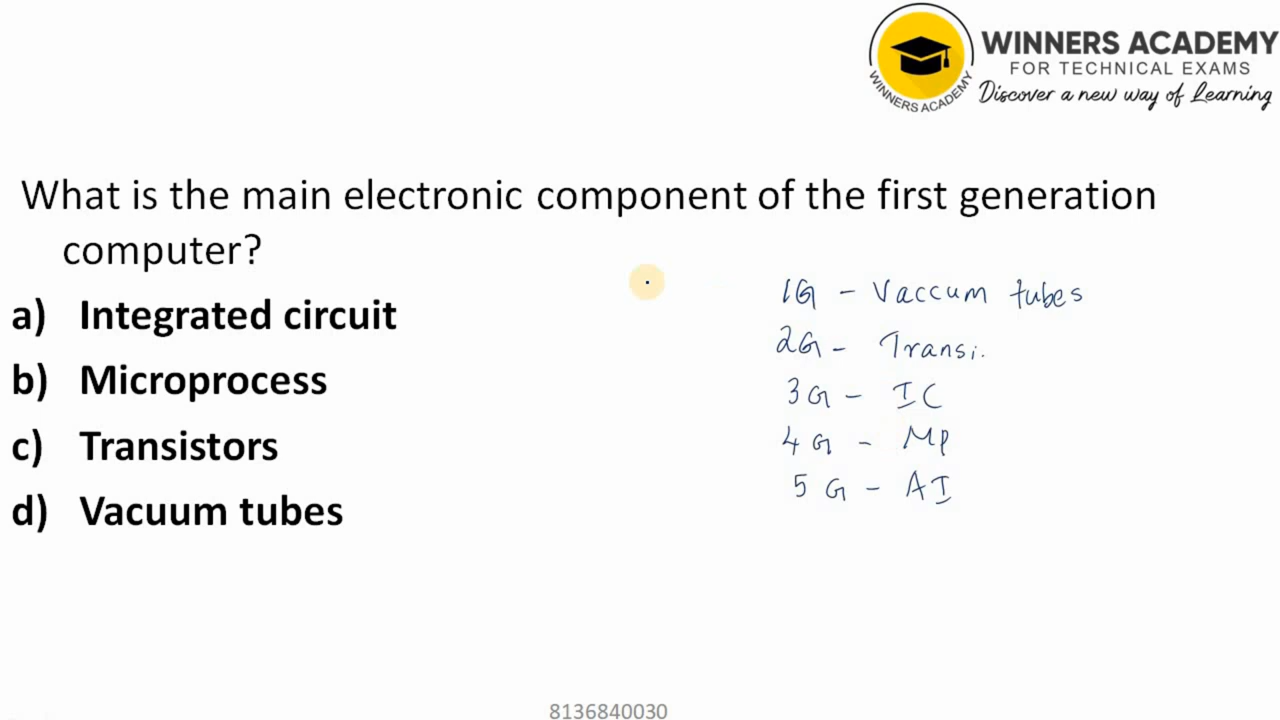 WINNERS ACADEMY
FOR TECHNICAL EXAMS
Discover a new way of Learning
WINNERS ACADEMY
What is the main electronic component of the first generation
computer?
a) Integrated circuit
b) Microprocess
c) Transistors
d) Vacuum tubes
1G - Vaccum tubes
2G - Transi.
3G - IC
4G - MP
5G - AI
8136840030